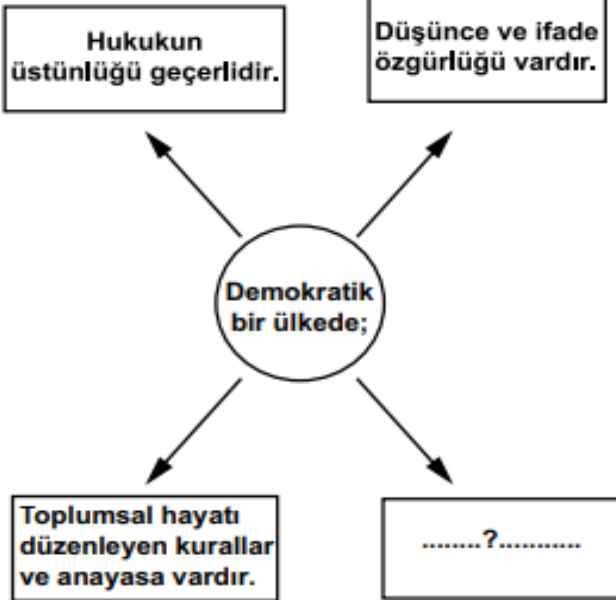 Hukukun
üstünlüğü geçerlidir.
Düşünce ve ifade
özgürlüğü vardır.
Demokratik
bir ülkede;
Toplumsal hayatı
düzenleyen kurallar
ve anayasa vardır.
........?...........